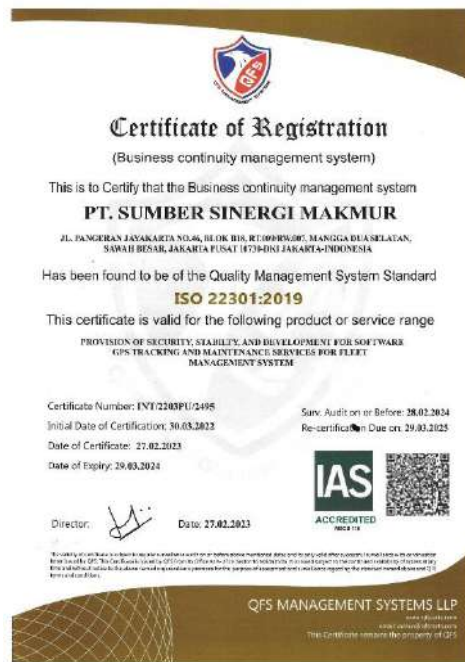 QFS
QFS MANAGEMENT SYSTEMS
Certificate of Registration
(Business continuity management system)
This is to Certify that the Business continuity management system
PT. SUMBER SINERGI MAKMUR
JL. PANGERAN JAYAKARTA NO.46, BLOK B18, RT.009/RW.007, MANGGA DUA SELATAN,
SAWAH BESAR, JAKARTA PUSAT 10730-DKI JAKARTA-INDONESIA
Has been found to be of the Quality Management System Standard
ISO 22301:2019
This certificate is valid for the following product or service range
PROVISION OF SECURITY, STABILTY, AND DEVELOPMENT FOR SOFTWARE
GPS TRACKING AND MAINTENANCE SERVICES FOR FLEET
MANAGEMENT SYSTEM
Certificate Number: INT/2203PU/2495
Initial Date of Certification: 30.03.2022
Date of Certificate: 27.02.2023
Date of Expiry: 29.03.2024
Surv. Audit on or Before: 28.02.2024
Re-certification Due on: 29.03.2025
IAS
ACCREDITED
Director:
Date: 27.02.2023
QFS MANAGEMENT SYSTEMS LLP
This Certificate remains the property of QFS